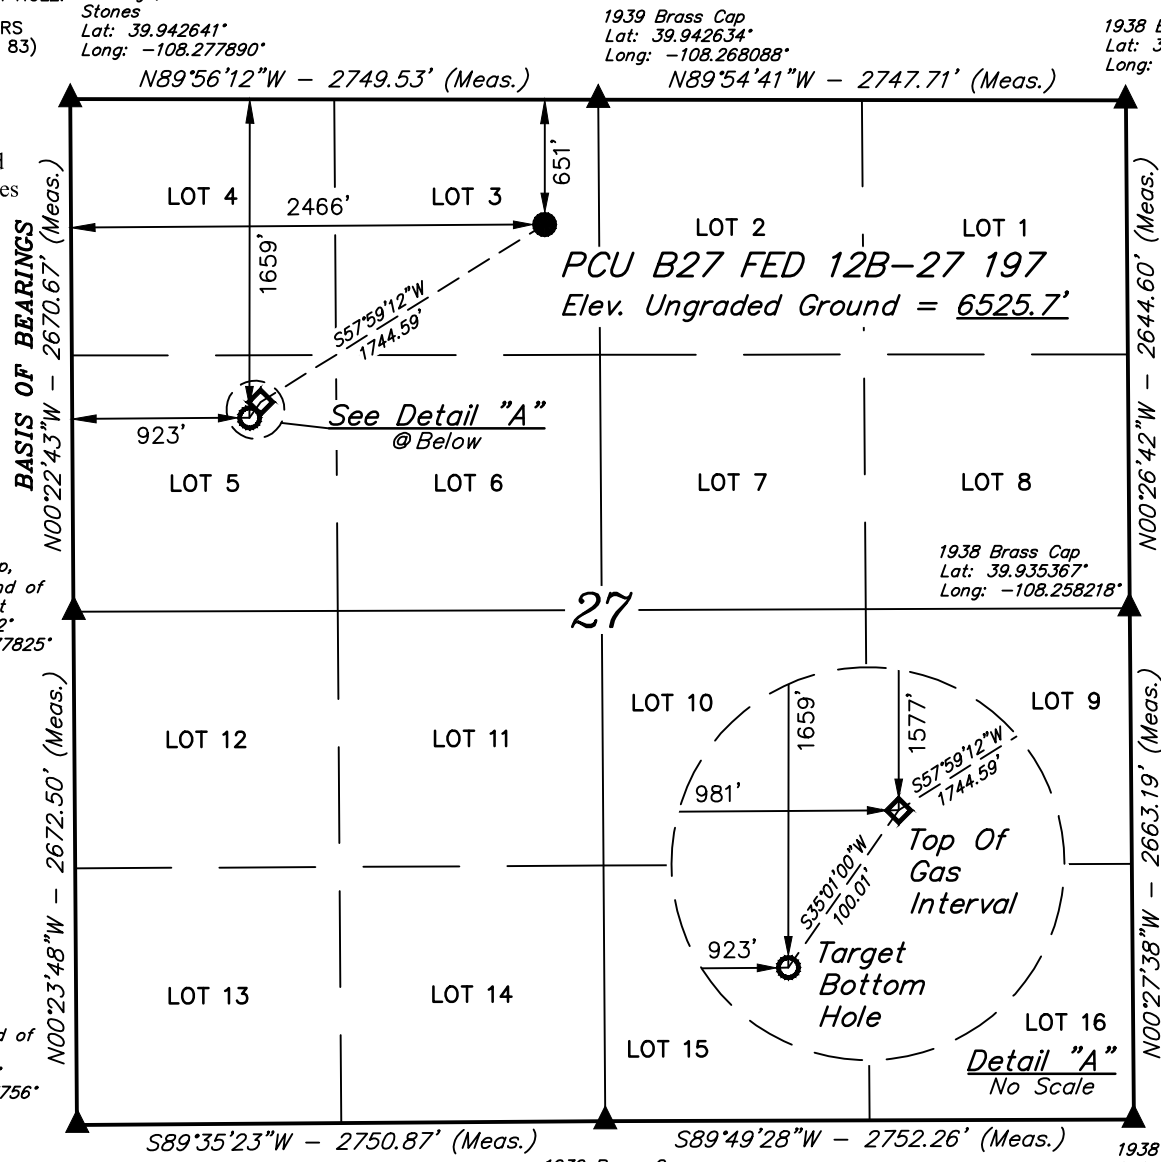 Stones
Lat: 39.942641°
Long: -108.277890°
RS
83)
1939 Brass Cap
Lat: 39.942634°
Long: -108.268088°
1938
Lat:
Long:
N89°56'12"W - 2749.53' (Meas.)
N89°54'41"W - 2747.71' (Meas.)
LOT 4
LOT 3
651'
2466'
1659'
LOT 2
LOT 1
PCU B27 FED 12B-27 197
Elev. Ungraded Ground = 6525.7'
S57°59'12"W
1744.59'
BASIS OF BEARINGS
N00°22'43"W - 2670.67' (Meas.)
N00°26'42"W - 2644.60' (Meas.)
923'
See Detail "A"
@ Below
LOT 5
LOT 6
LOT 7
LOT 8
1938 Brass Cap
Lat: 39.935367°
Long: -108.258218°
27
7825°
LOT 12
LOT 11
LOT 10
LOT 9
1659'
1577'
S57°59'12"W
1744.59'
981'
Top Of
Gas
Interval
S35°01'00"W
100.01'
923'
Target
Bottom
Hole
N00°23'48"W - 2672.50' (Meas.)
N00°27'38"W - 2663.19' (Meas.)
LOT 13
LOT 14
LOT 15
LOT 16
Detail "A"
No Scale
of
756°
S89°35'23"W - 2750.87' (Meas.)
S89°49'28"W - 2752.26' (Meas.)
1938